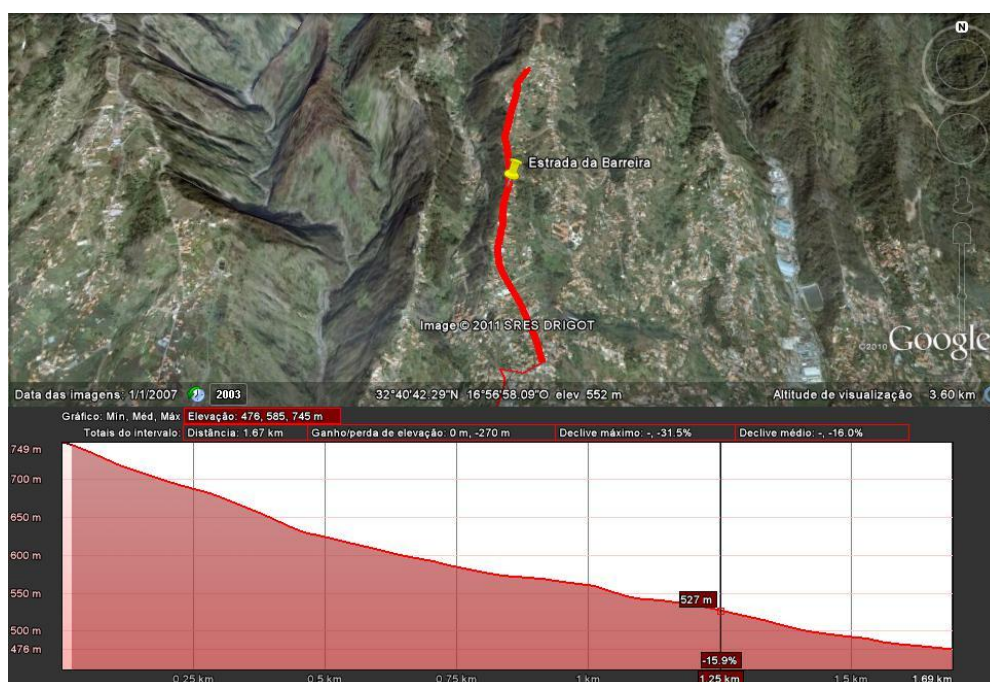 N
Estrada da Barreira
Image © 2011 SRES DRIGOT
©2010 Google
Data das imagens: 1/1/2007 2003 32°40'42.29"N 16°56'58.09"O elev 552 m Altitude de visualização 3.60 km
Gráfico: Mín, Méd, Máx Elevação: 476, 585, 745 m
Totais do intervalo: Distância: 1.67 km Ganho/perda de elevação: 0 m, -270 m Declive máximo: -, -31.5% Declive médio: -, -16.0%
749 m
700 m
650 m
600 m
550 m
527 m
500 m
476 m
-15.9%
0.25 km 0.5 km 0.75 km 1 km 1.25 km 1.5 km 1.69 km